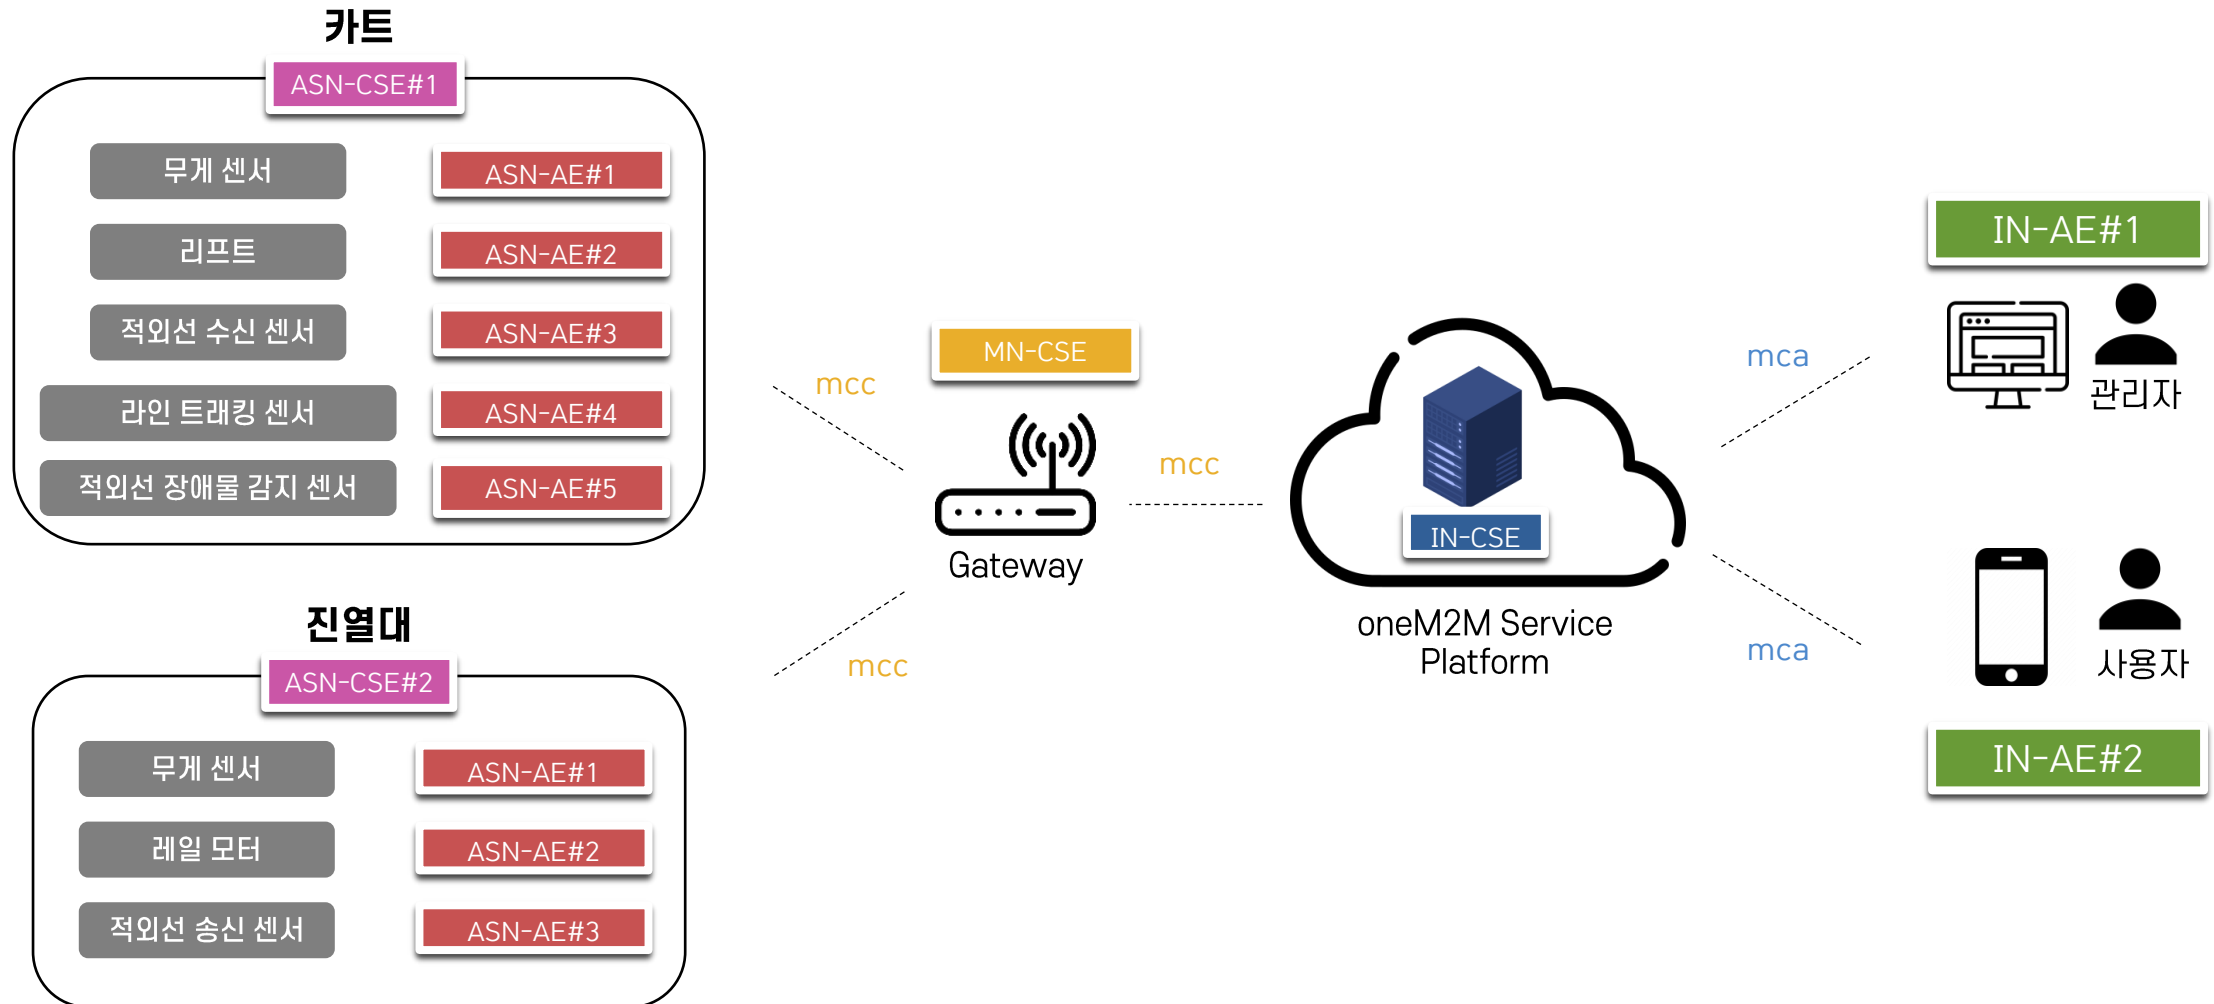 카트
ASN-CSE#1
무게 센서
ASN-AE#1
리프트
ASN-AE#2
적외선 수신 센서
ASN-AE#3
라인 트래킹 센서
ASN-AE#4
적외선 장애물 감지 센서
ASN-AE#5
진열대
ASN-CSE#2
무게 센서
ASN-AE#1
레일 모터
ASN-AE#2
적외선 송신 센서
ASN-AE#3
mcc
mcc
MN-CSE
Gateway
mcc
IN-CSE
oneM2M Service
Platform
mca
mca
IN-AE#1
관리자
사용자
IN-AE#2